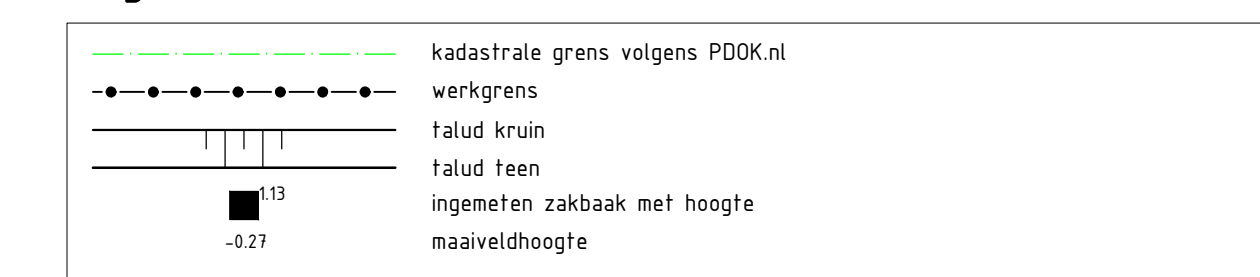 kadastrale grens volgens PDOK.nl
werkgrens
talud kruin
talud teen
1.13 ingemeten zakbaak met hoogte
-0.27 maaiveldhoogte